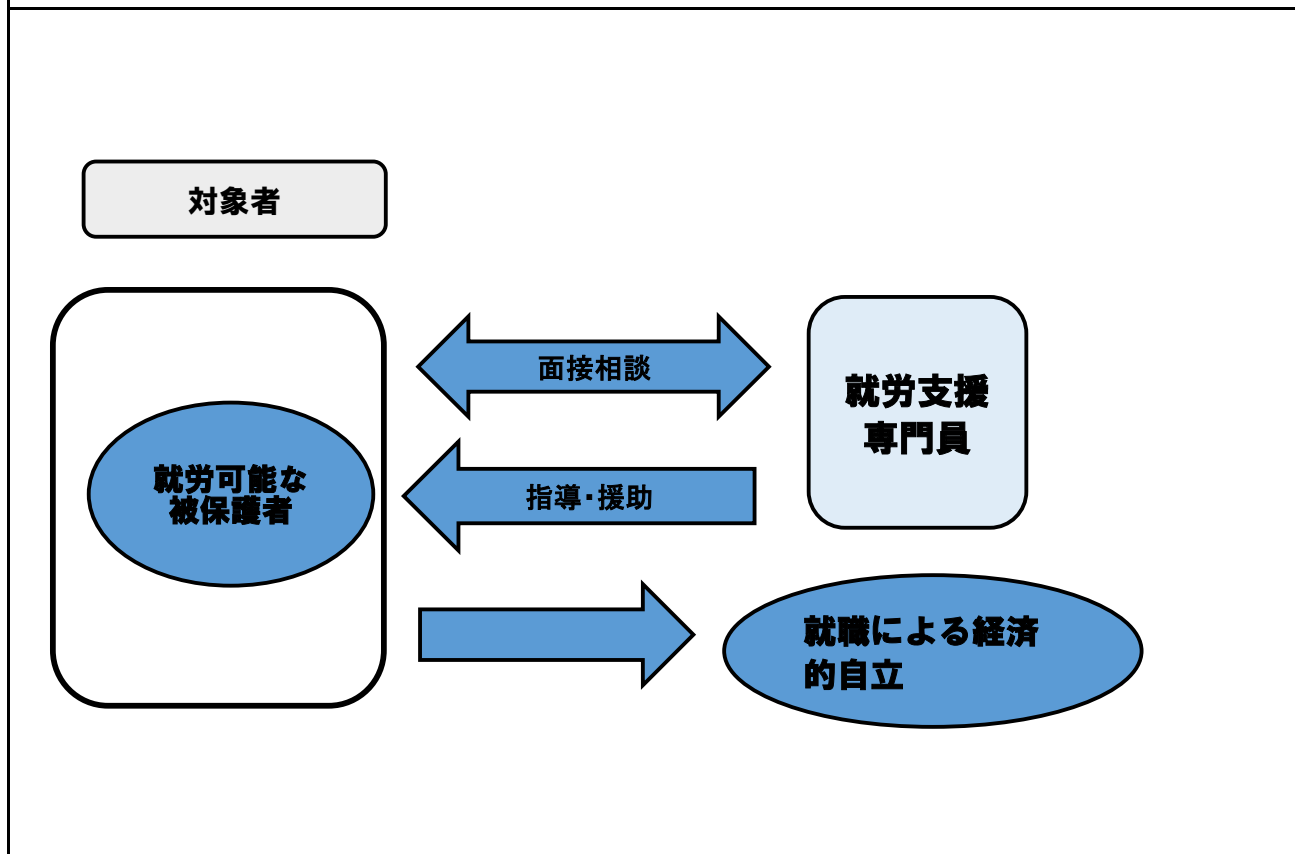 対象者
面接相談
就労支援
専門員
就労可能な
被保護者
指導・援助
就職による経済
的自立